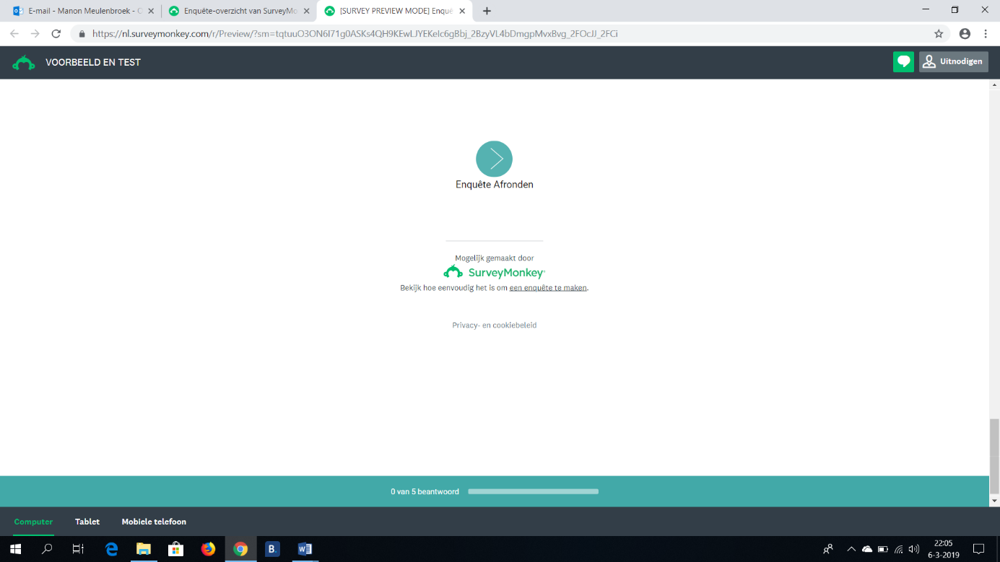 E-mail - Manon Meulenbroek - O
Enquête-overzicht van SurveyMo
[SURVEY PREVIEW MODE] Enquê
https://nl.surveymonkey.com/r/Preview/?sm=tqtuuO3ON6I71g0ASKs4QH9KEwLJYEKelc6gBbj_2BzyVL4bDmgpMvxBvg_2FOcJJ_2FCi
VOORBEELD EN TEST
Uitnodigen
Enquête Afronden
Mogelijk gemaakt door
SurveyMonkey
Bekijk hoe eenvoudig het is om een enquête te maken.
Privacy- en cookiebeleid
0 van 5 beantwoord
Computer Tablet Mobiele telefoon
B.
22:05
6-3-2019